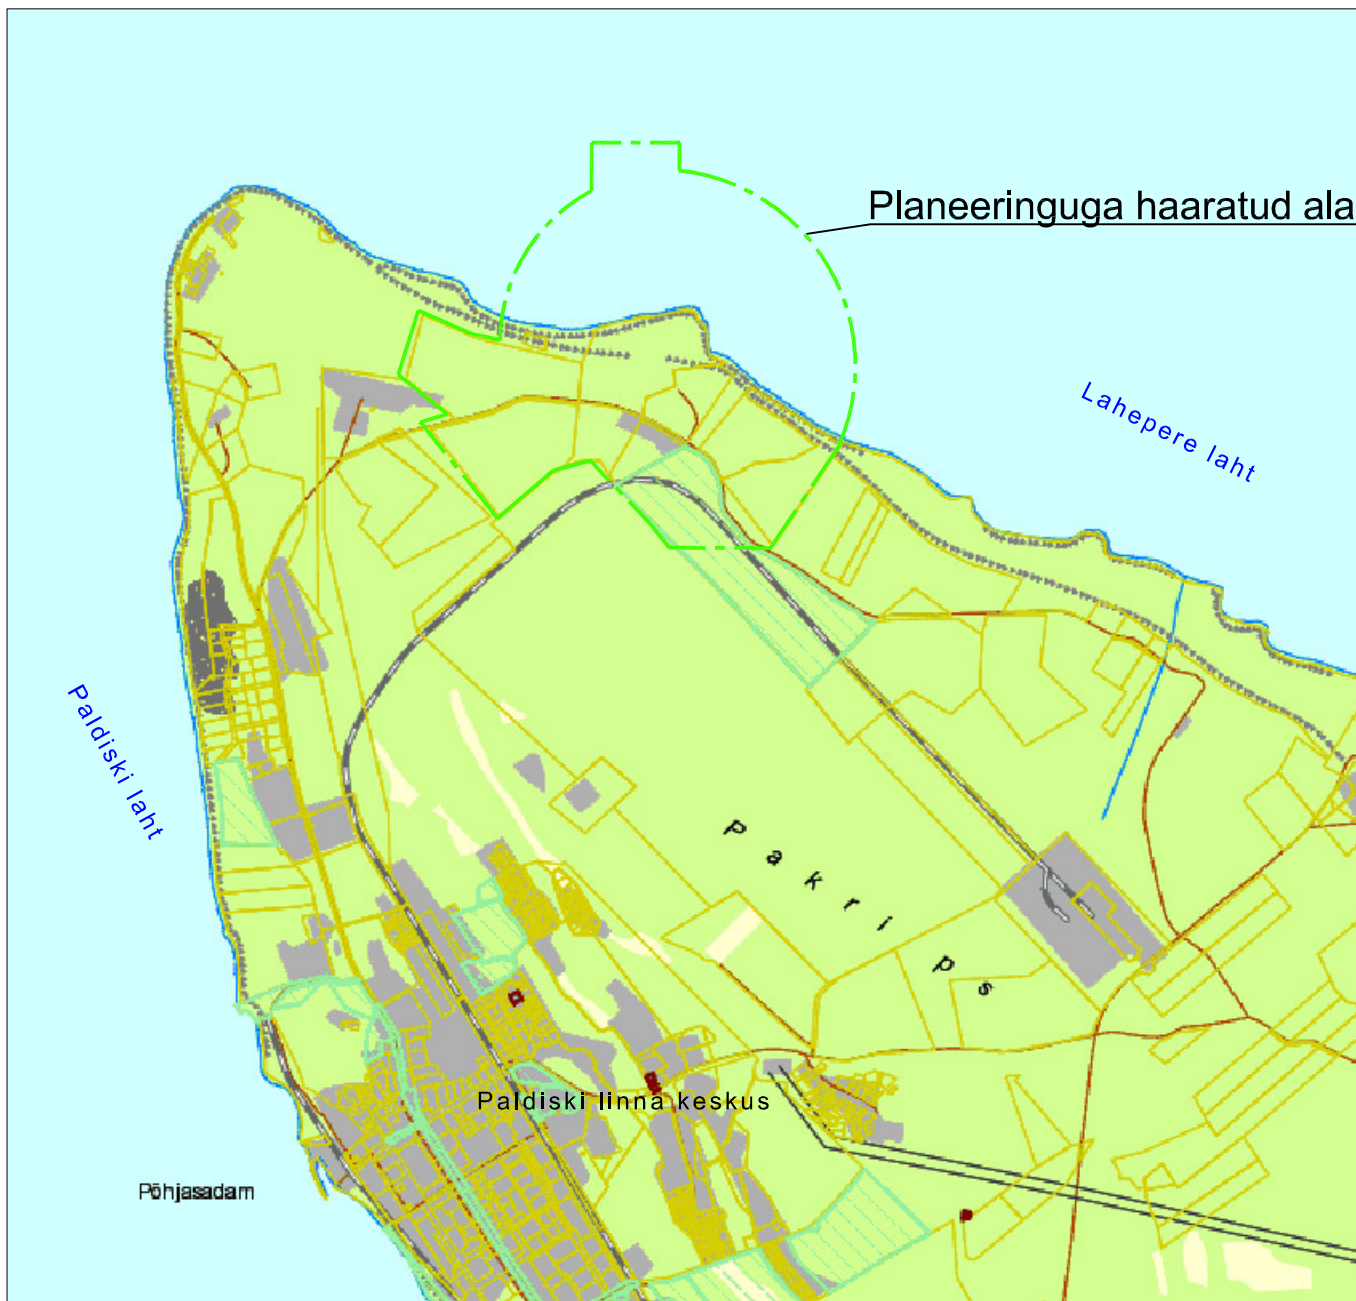 Planeeringuga haaratud ala
Lahepere laht
Paldiski laht
pakri ps
Paldiski linna keskus
Põhjasadam